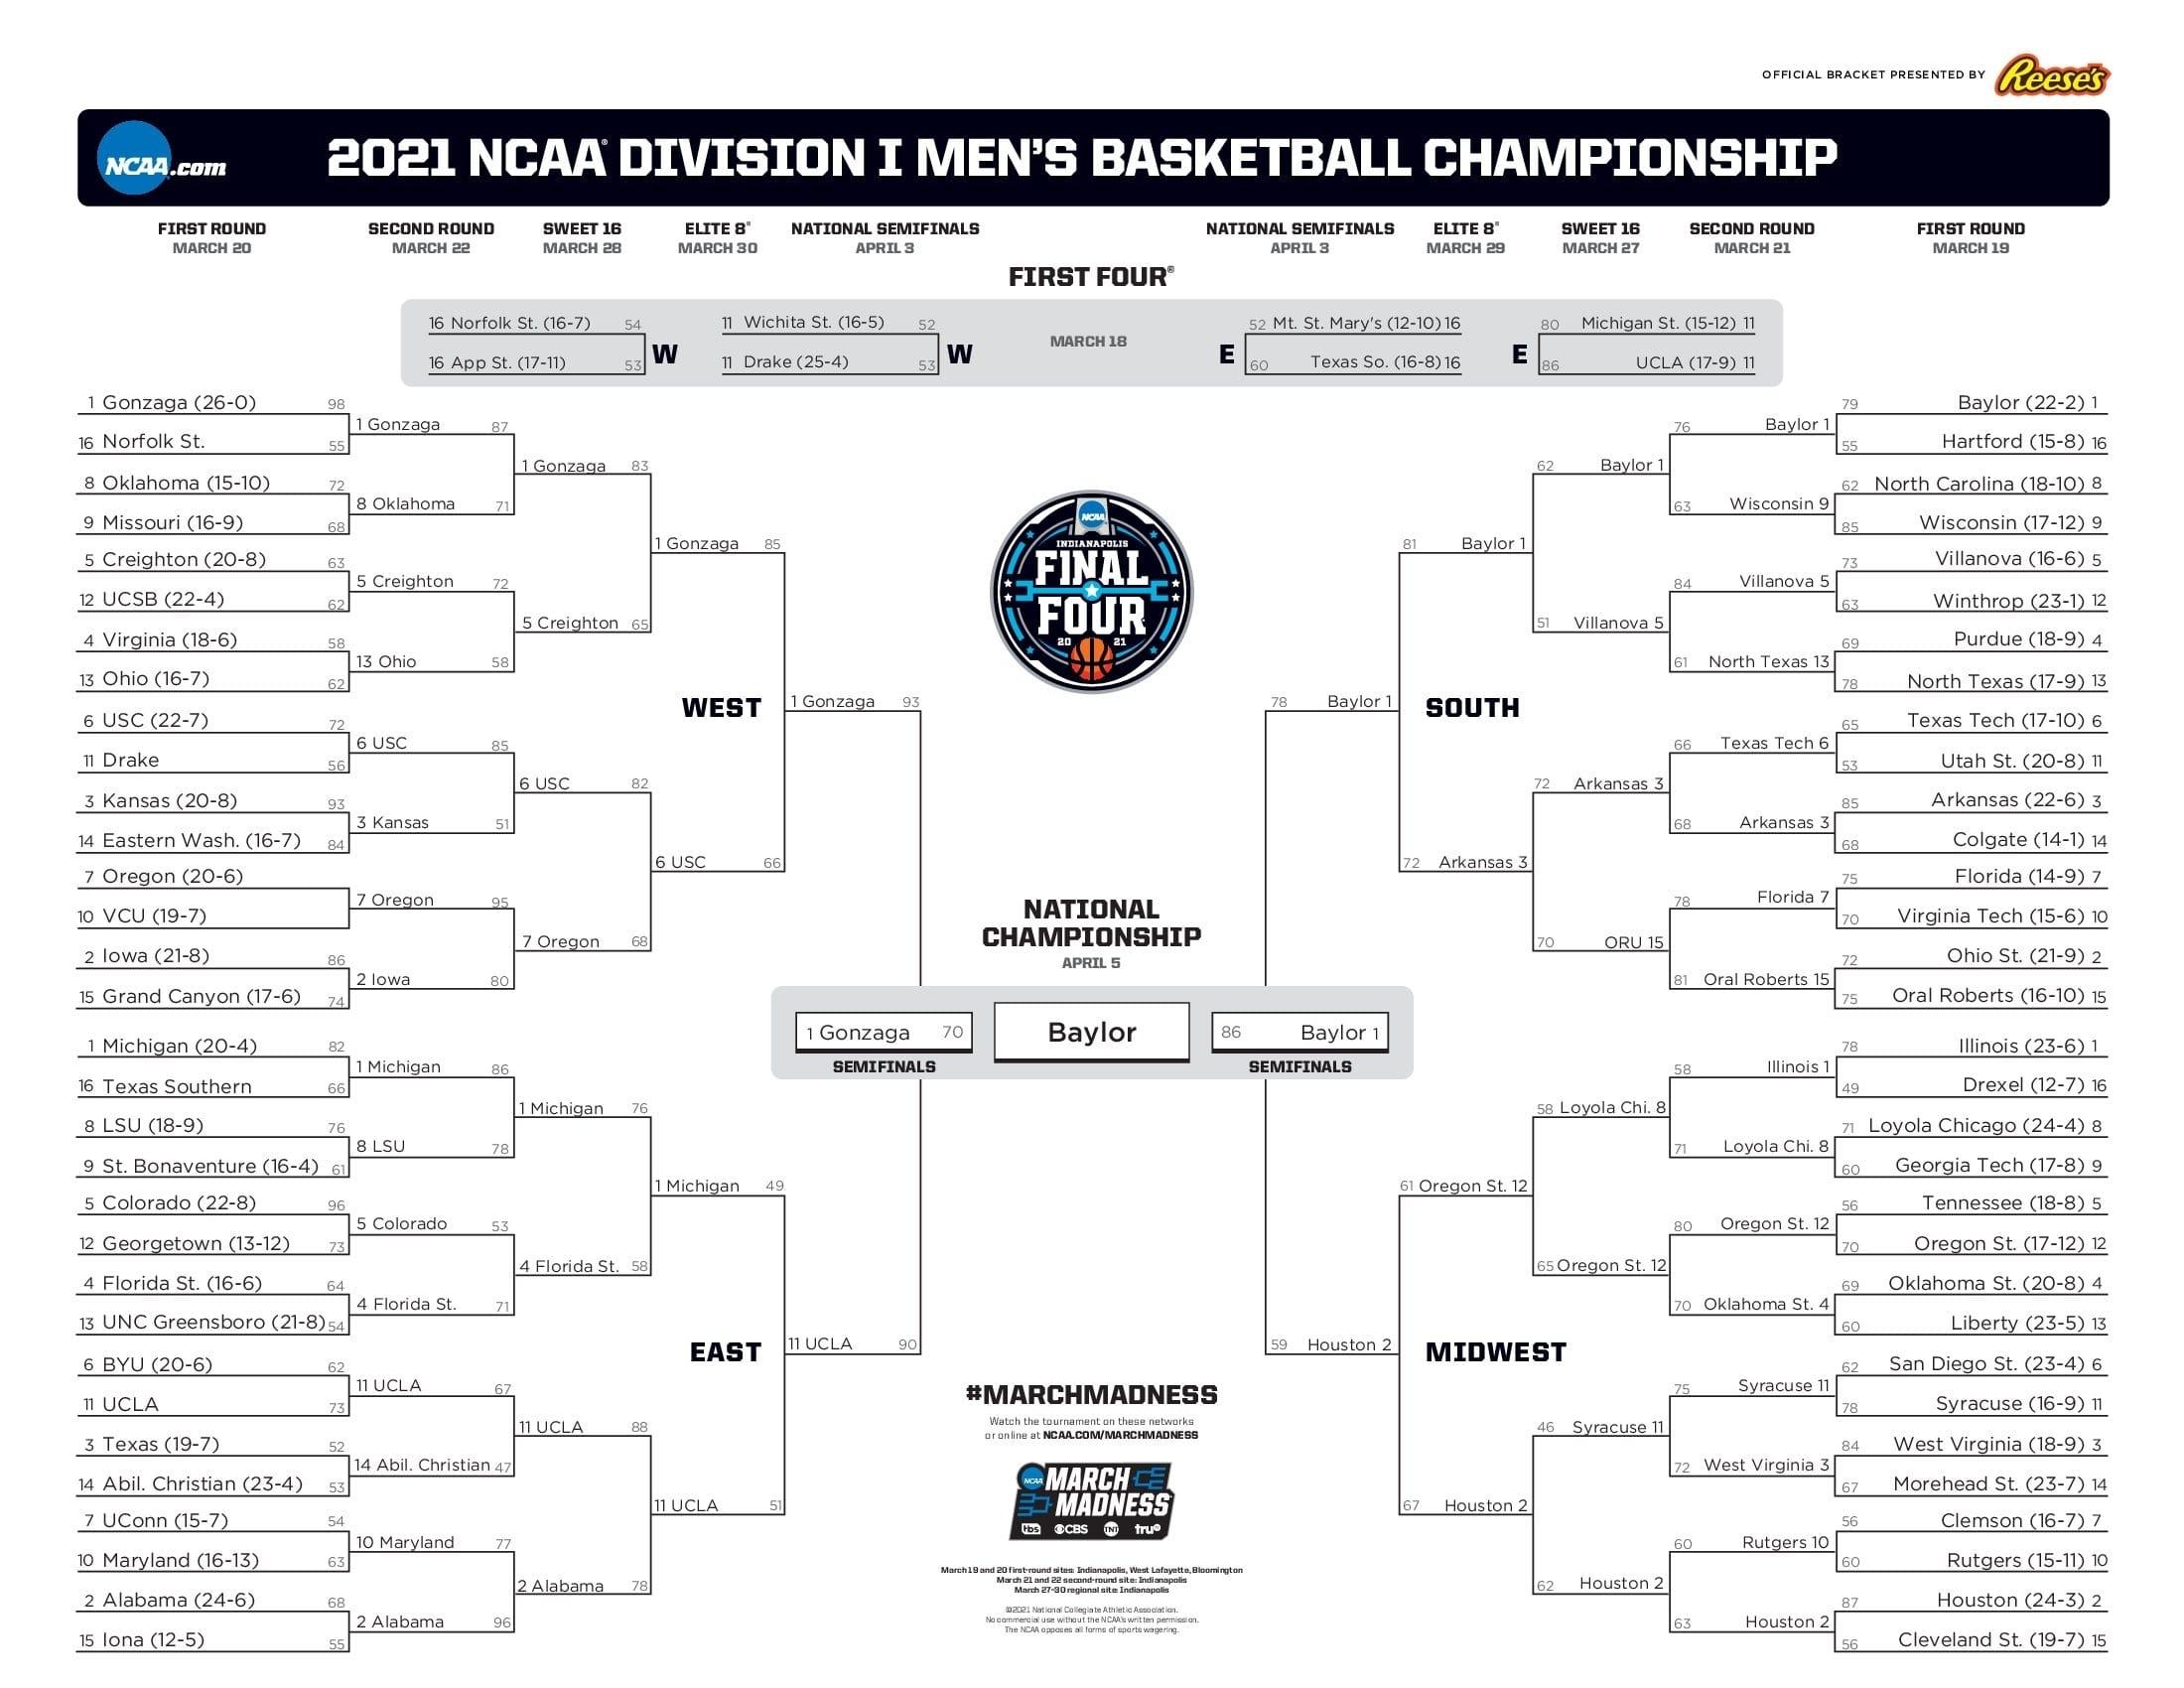 OFFICIAL BRACKET PRESENTED BY Reese's
NCAA.com 2021 NCAA® DIVISION I MEN'S BASKETBALL CHAMPIONSHIP
FIRST ROUND SECOND ROUND SWEET 16 ELITE 8® NATIONAL SEMIFINALS NATIONAL SEMIFINALS ELITE 8® SWEET 16 SECOND ROUND FIRST ROUND
MARCH 20 MARCH 22 MARCH 28 MARCH 30 APRIL 3 APRIL 3 MARCH 29 MARCH 27 MARCH 21 MARCH 19
FIRST FOUR®
16 Norfolk St. (16-7) 54
16 App St. (17-11) 53
W
11 Wichita St. (16-5) 52
11 Drake (25-4) 53
W
MARCH 18
E
52 Mt. St. Mary's (12-10) 16
60 Texas So. (16-8) 16
E
80 Michigan St. (15-12) 11
86 UCLA (17-9) 11
1 Gonzaga (26-0) 98
16 Norfolk St. 55
8 Oklahoma (15-10) 72
9 Missouri (16-9) 68
5 Creighton (20-8) 63
12 UCSB (22-4) 62
4 Virginia (18-6) 58
13 Ohio (16-7) 62
6 USC (22-7) 72
11 Drake 56
3 Kansas (20-8) 93
14 Eastern Wash. (16-7) 84
7 Oregon (20-6)
10 VCU (19-7)
2 Iowa (21-8) 86
15 Grand Canyon (17-6) 74
1 Gonzaga 87
8 Oklahoma 71
5 Creighton 72
13 Ohio 58
6 USC 85
3 Kansas 51
7 Oregon 95
2 Iowa 80
1 Gonzaga 83
5 Creighton 65
6 USC 82
7 Oregon 68
1 Gonzaga 85
6 USC 66
WEST
1 Gonzaga 93
1 Michigan (20-4) 82
16 Texas Southern 66
8 LSU (18-9) 76
9 St. Bonaventure (16-4) 61
5 Colorado (22-8) 96
12 Georgetown (13-12) 73
4 Florida St. (16-6) 64
13 UNC Greensboro (21-8) 54
6 BYU (20-6) 62
11 UCLA 73
3 Texas (19-7) 52
14 Abil. Christian (23-4) 53
7 UConn (15-7) 54
10 Maryland (16-13) 63
2 Alabama (24-6) 68
15 Iona (12-5) 55
1 Michigan 86
8 LSU 78
5 Colorado 53
4 Florida St. 71
11 UCLA 67
14 Abil. Christian 47
10 Maryland 77
2 Alabama 96
1 Michigan 76
4 Florida St. 58
11 UCLA 88
2 Alabama 78
1 Michigan 49
11 UCLA 51
EAST
11 UCLA 90
NCAA
INDIANAPOLIS
FINAL
FOUR
20 21
NATIONAL
CHAMPIONSHIP
APRIL 5
1 Gonzaga 70
SEMIFINALS
Baylor
86 Baylor 1
SEMIFINALS
#MARCHMADNESS
Watch the tournament on these networks
or online at NCAA.COM/MARCHMADNESS
NCAA MARCH
MADNESS
tbs CBS TNT truTV
March 19 and 20 first-round sites: Indianapolis, West Lafayette, Bloomington
March 21 and 22 second-round site: Indianapolis
March 27-30 regional site: Indianapolis
©2021 National Collegiate Athletic Association.
No commercial use without the NCAA's written permission.
The NCAA opposes all forms of sports wagering.
79 Baylor (22-2) 1
55 Hartford (15-8) 16
62 North Carolina (18-10) 8
85 Wisconsin (17-12) 9
73 Villanova (16-6) 5
63 Winthrop (23-1) 12
69 Purdue (18-9) 4
78 North Texas (17-9) 13
65 Texas Tech (17-10) 6
53 Utah St. (20-8) 11
85 Arkansas (22-6) 3
68 Colgate (14-1) 14
75 Florida (14-9) 7
70 Virginia Tech (15-6) 10
72 Ohio St. (21-9) 2
75 Oral Roberts (16-10) 15
76 Baylor 1
63 Wisconsin 9
84 Villanova 5
61 North Texas 13
66 Texas Tech 6
68 Arkansas 3
78 Florida 7
81 Oral Roberts 15
62 Baylor 1
51 Villanova 5
72 Arkansas 3
70 ORU 15
81 Baylor 1
72 Arkansas 3
SOUTH
78 Baylor 1
78 Illinois (23-6) 1
49 Drexel (12-7) 16
71 Loyola Chicago (24-4) 8
60 Georgia Tech (17-8) 9
56 Tennessee (18-8) 5
70 Oregon St. (17-12) 12
69 Oklahoma St. (20-8) 4
60 Liberty (23-5) 13
62 San Diego St. (23-4) 6
78 Syracuse (16-9) 11
84 West Virginia (18-9) 3
67 Morehead St. (23-7) 14
56 Clemson (16-7) 7
60 Rutgers (15-11) 10
87 Houston (24-3) 2
56 Cleveland St. (19-7) 15
58 Illinois 1
71 Loyola Chi. 8
80 Oregon St. 12
70 Oklahoma St. 4
75 Syracuse 11
72 West Virginia 3
60 Rutgers 10
63 Houston 2
58 Loyola Chi. 8
65 Oregon St. 12
46 Syracuse 11
62 Houston 2
61 Oregon St. 12
67 Houston 2
MIDWEST
59 Houston 2